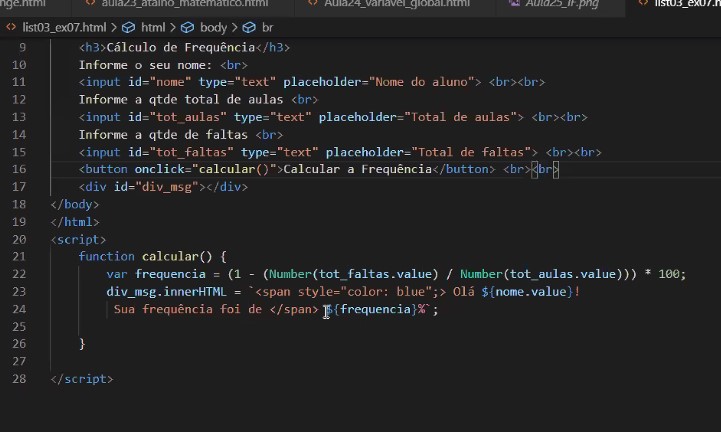 nge.html aula23_atalho_matematico.html Aula24_variavel_global.html Aula25_IF.png list03_ex07.h
list03_ex07.html > html > body > br
9 <h3>Cálculo de Frequência</h3>
10 Informe o seu nome: <br>
11 <input id="nome" type="text" placeholder="Nome do aluno"> <br><br>
12 Informe a qtde total de aulas <br>
13 <input id="tot_aulas" type="text" placeholder="Total de aulas"> <br><br>
14 Informe a qtde de faltas <br>
15 <input id="tot_faltas" type="text" placeholder="Total de faltas"> <br><br>
16 <button onclick="calcular()">Calcular a Frequência</button> <br><br>
17 <div id="div_msg"></div>
18 </body>
19 </html>
20 <script>
21 function calcular() {
22 var frequencia = (1 - (Number(tot_faltas.value) / Number(tot_aulas.value))) * 100;
23 div_msg.innerHTML = `<span style="color: blue";> Olá ${nome.value}!
24 Sua frequência foi de </span> ${frequencia}%`;
25
26 }
27
28 </script>